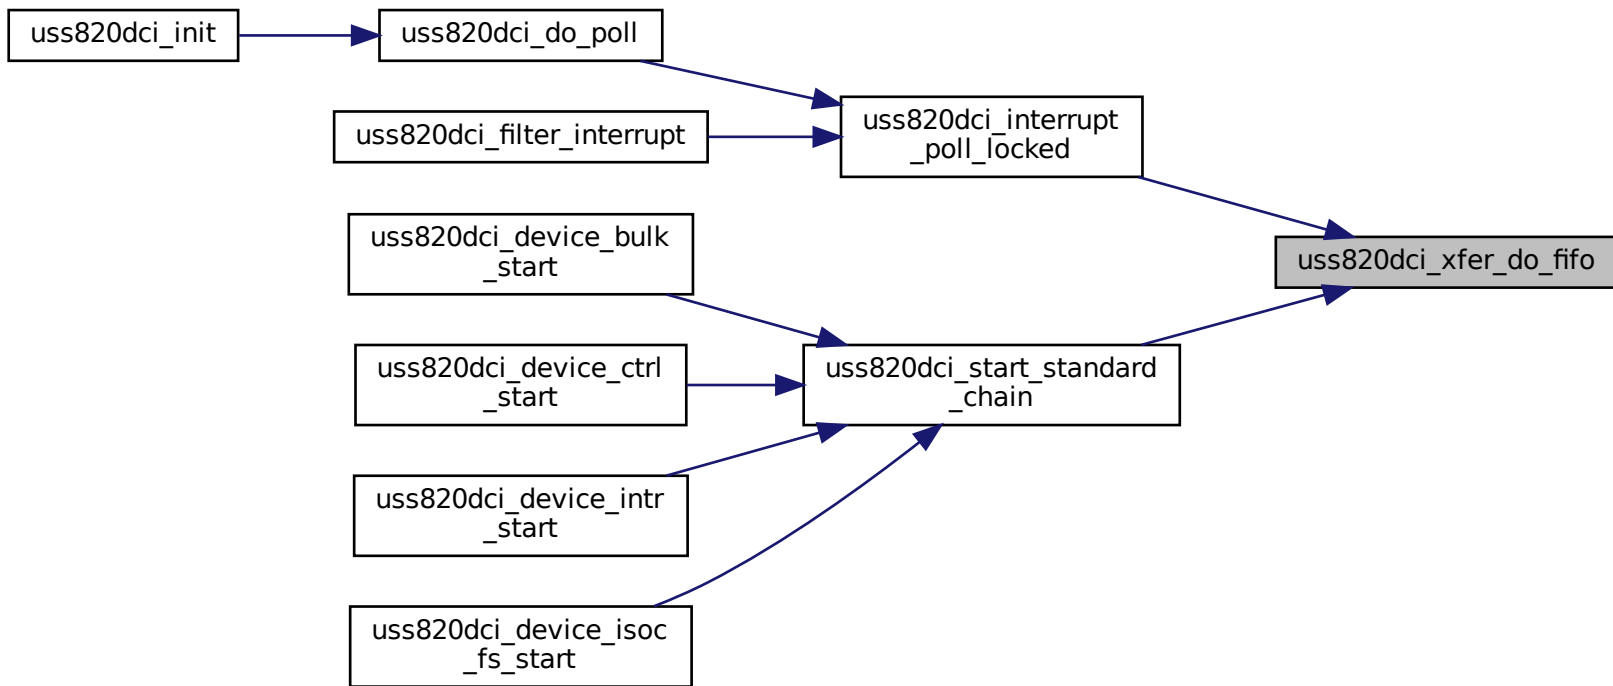 uss820dci_init
uss820dci_do_poll
uss820dci_filter_interrupt
uss820dci_interrupt
_poll_locked
uss820dci_device_bulk
_start
uss820dci_xfer_do_fifo
uss820dci_device_ctrl
_start
uss820dci_start_standard
_chain
uss820dci_device_intr
_start
uss820dci_device_isoc
_fs_start